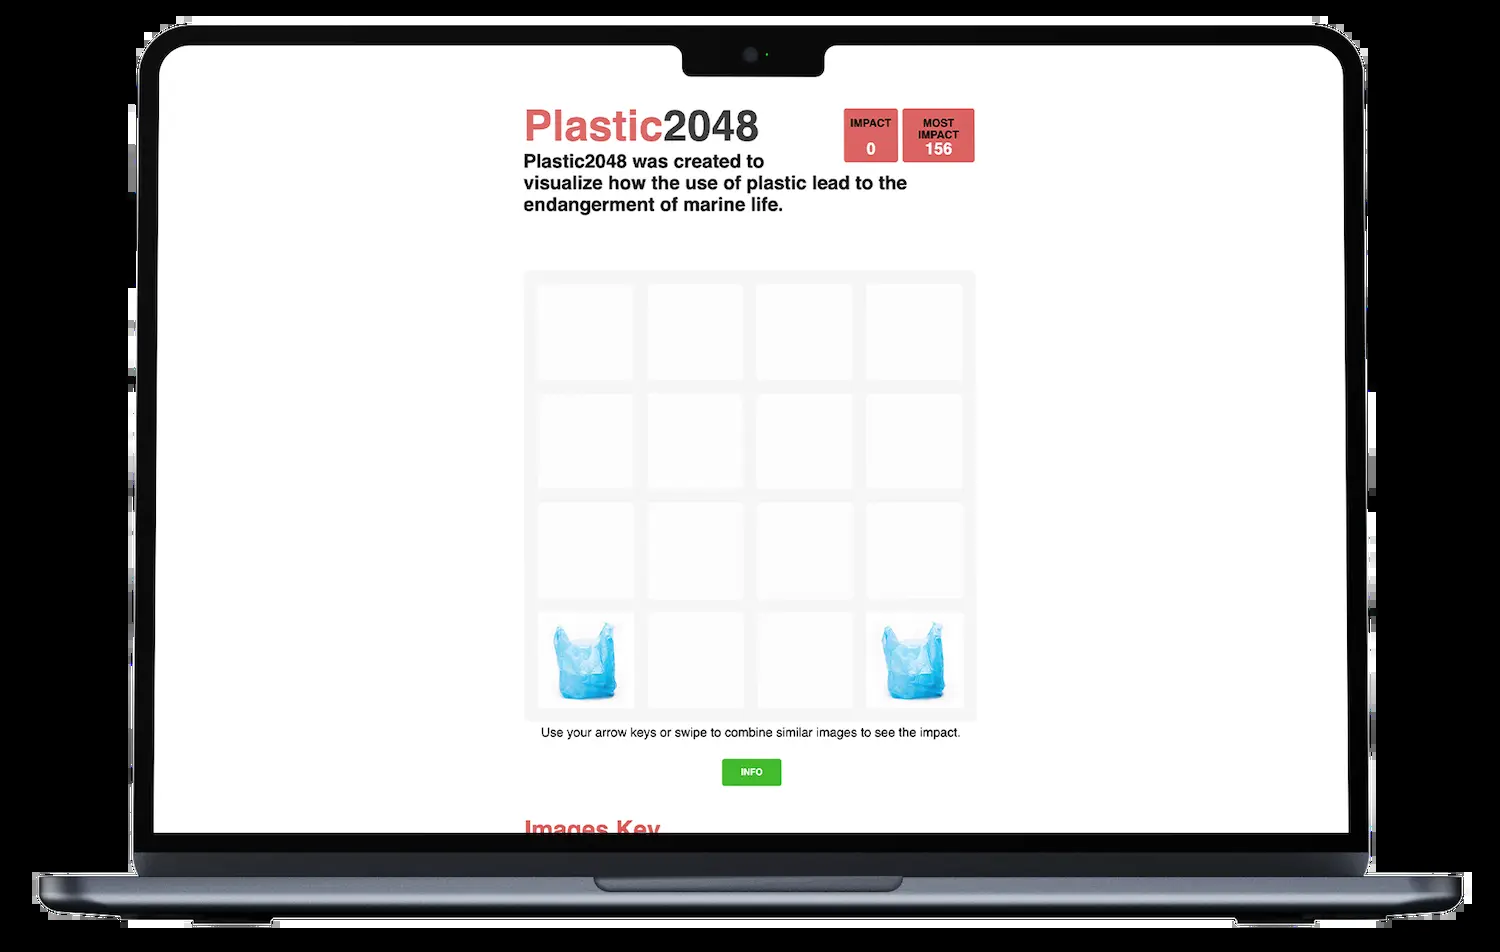 Plastic2048
IMPACT
0
MOST
IMPACT
156
Plastic2048 was created to
visualize how the use of plastic lead to the
endangerment of marine life.
Use your arrow keys or swipe to combine similar images to see the impact.
INFO
Images Key